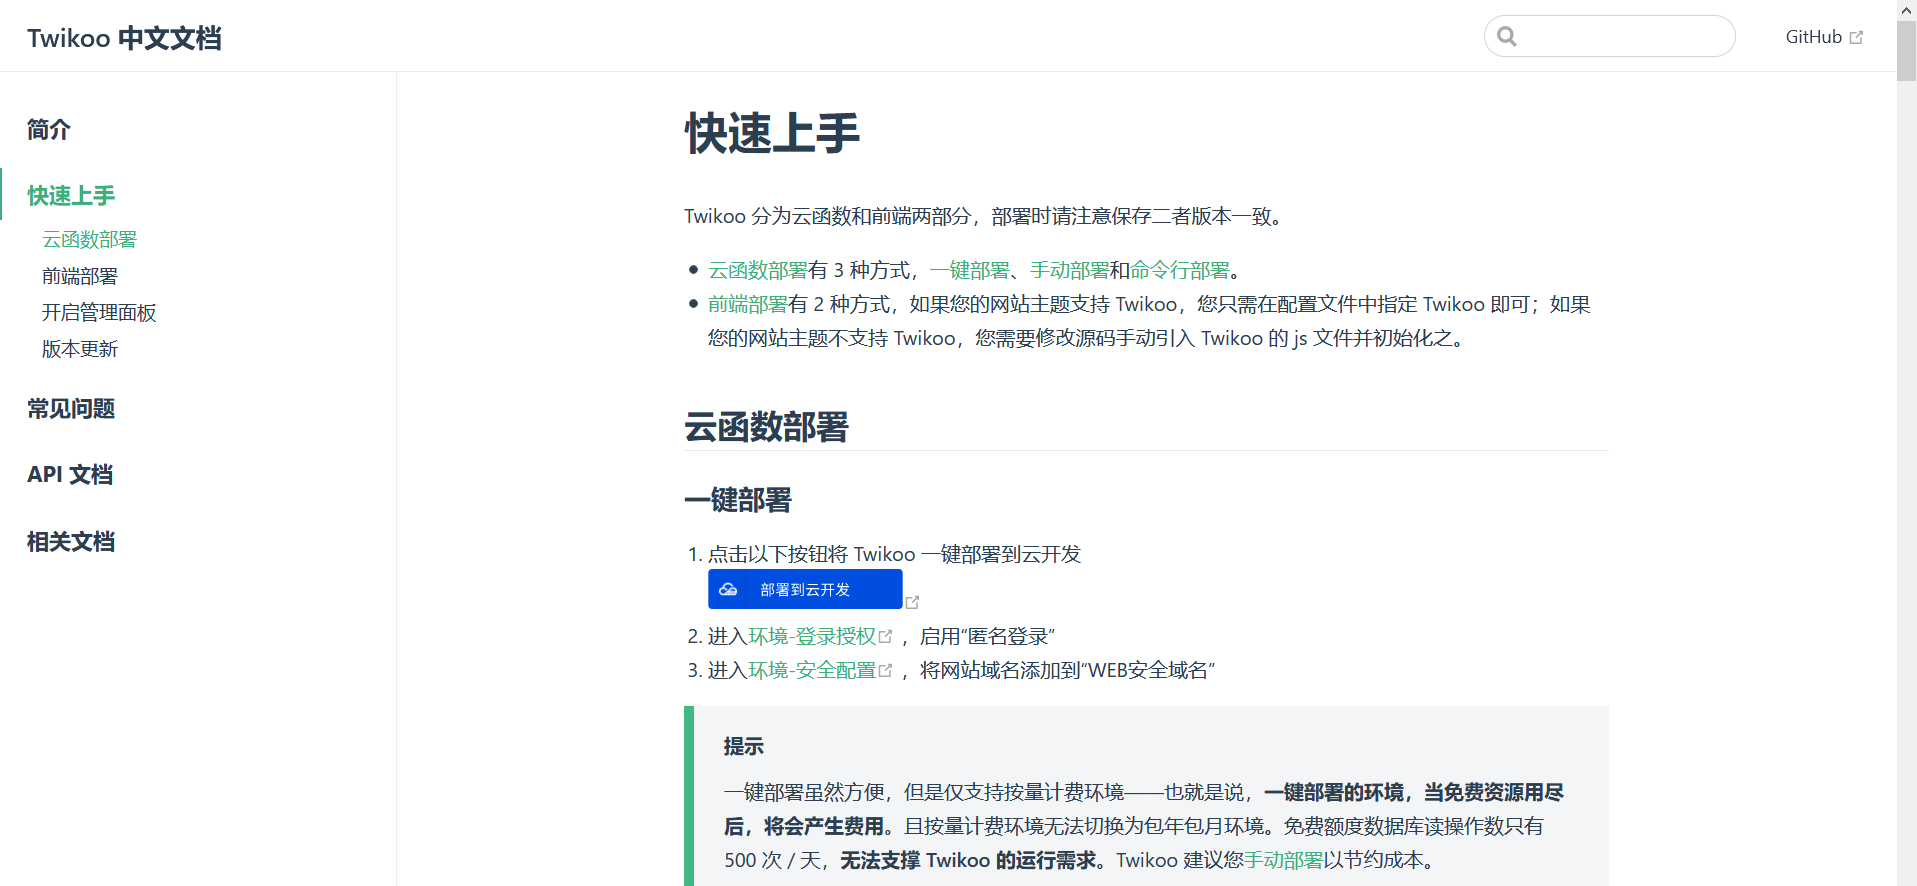 Twikoo 中文文档
GitHub
简介
快速上手
云函数部署
前端部署
开启管理面板
版本更新
常见问题
API 文档
相关文档
快速上手
Twikoo 分为云函数和前端两部分，部署时请注意保存二者版本一致。
云函数部署有 3 种方式，一键部署、手动部署和命令行部署。
前端部署有 2 种方式，如果您的网站主题支持 Twikoo，您只需在配置文件中指定 Twikoo 即可；如果
您的网站主题不支持 Twikoo，您需要修改源码手动引入 Twikoo 的 js 文件并初始化之。
云函数部署
一键部署
1. 点击以下按钮将 Twikoo 一键部署到云开发
部署到云开发
2. 进入环境-登录授权 ，启用“匿名登录”
3. 进入环境-安全配置 ，将网站域名添加到“WEB安全域名”
提示
一键部署虽然方便，但是仅支持按量计费环境——也就是说，一键部署的环境，当免费资源用尽
后，将会产生费用。且按量计费环境无法切换为包年包月环境。免费额度数据库读操作数只有
500 次 / 天，无法支撑 Twikoo 的运行需求。Twikoo 建议您手动部署以节约成本。